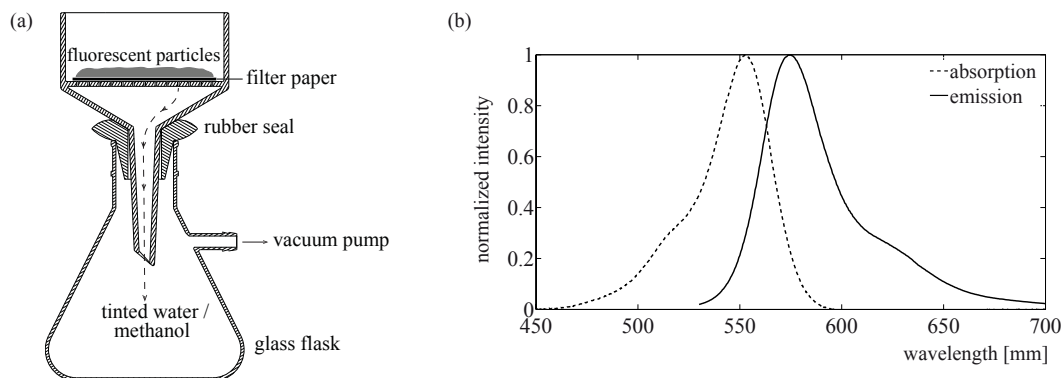 (a)
fluorescent particles
filter paper
rubber seal
vacuum pump
tinted water /
methanol
glass flask
(b)
normalized intensity
1
0.8
0.6
0.4
0.2
0
absorption
emission
450 500 550 600 650 700
wavelength [mm]